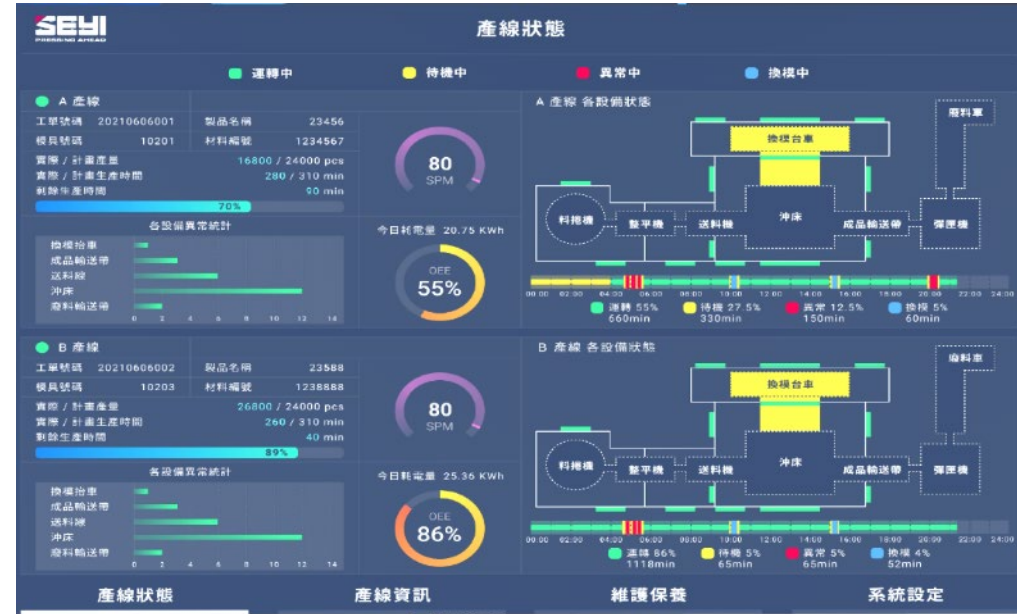 SEYI
PRESSING AHEAD
產線狀態
運轉中 待機中 異常中 換模中
A 產線
工單號碼 20210606001 製品名稱 23456
模具號碼 10201 材料編號 1234567
實際 / 計畫產量 16800 / 24000 pcs
實際 / 計畫生產時間 280 / 310 min
剩餘生產時間 90 min
70%
80
SPM
各設備異常統計
換模抬車
成品輸送帶
送料線
沖床
廢料輸送帶
0 2 4 6 8 10 12 14
今日耗電量 20.75 KWh
OEE
55%
A 產線 各設備狀態
廢料車
換模台車
料捲機 整平機 送料機 沖床 成品輸送帶 彈匣機
00:00 02:00 04:00 06:00 08:00 10:00 12:00 14:00 16:00 18:00 20:00 22:00 24:00
運轉 55% 待機 27.5% 異常 12.5% 換模 5%
660min 330min 150min 60min
B 產線
工單號碼 20210606002 製品名稱 23588
模具號碼 10203 材料編號 1238888
實際 / 計畫產量 26800 / 24000 pcs
實際 / 計畫生產時間 260 / 310 min
剩餘生產時間 40 min
89%
80
SPM
各設備異常統計
換模抬車
成品輸送帶
送料線
沖床
廢料輸送帶
0 2 4 6 8 10 12 14
今日耗電量 25.36 KWh
OEE
86%
B 產線 各設備狀態
廢料車
換模台車
料捲機 整平機 送料機 沖床 成品輸送帶 彈匣機
00:00 02:00 04:00 06:00 08:00 10:00 12:00 14:00 16:00 18:00 20:00 22:00 24:00
運轉 86% 待機 5% 異常 5% 換模 4%
1118min 65min 65min 52min
產線狀態 產線資訊 維護保養 系統設定